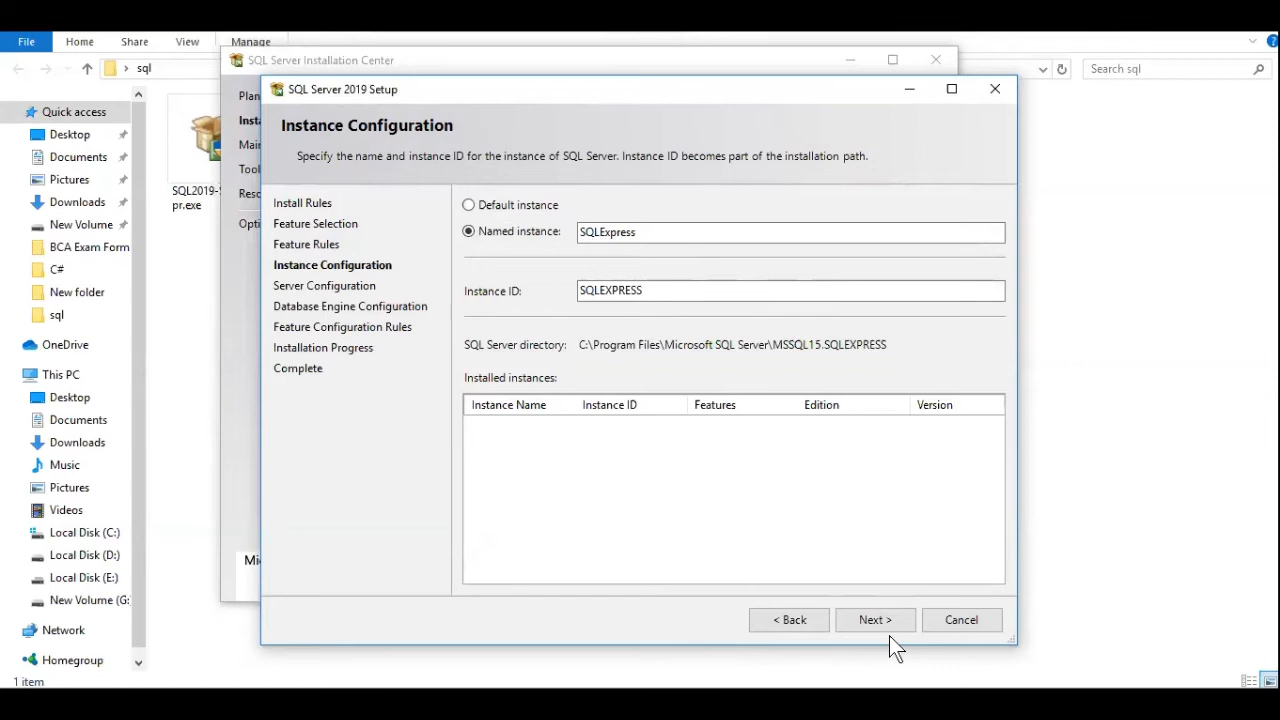 File
Home
Share
View
Manage
sql
Search sql
SQL Server Installation Center
SQL Server 2019 Setup
Instance Configuration
Specify the name and instance ID for the instance of SQL Server. Instance ID becomes part of the installation path.
Quick access
Desktop
Documents
Pictures
Downloads
New Volume
BCA Exam Form
C#
New folder
sql
OneDrive
This PC
Desktop
Documents
Downloads
Music
Pictures
Videos
Local Disk (C:)
Local Disk (D:)
Local Disk (E:)
New Volume (G:
Network
Homegroup
1 item
pr.exe
Install Rules
Feature Selection
Feature Rules
Instance Configuration
Server Configuration
Database Engine Configuration
Feature Configuration Rules
Installation Progress
Complete
Default instance
Named instance:
SQLExpress
Instance ID:
SQLEXPRESS
SQL Server directory:
C:\Program Files\Microsoft SQL Server\MSSQL15.SQLEXPRESS
Installed instances:
Instance Name
Instance ID
Features
Edition
Version
< Back
Next >
Cancel